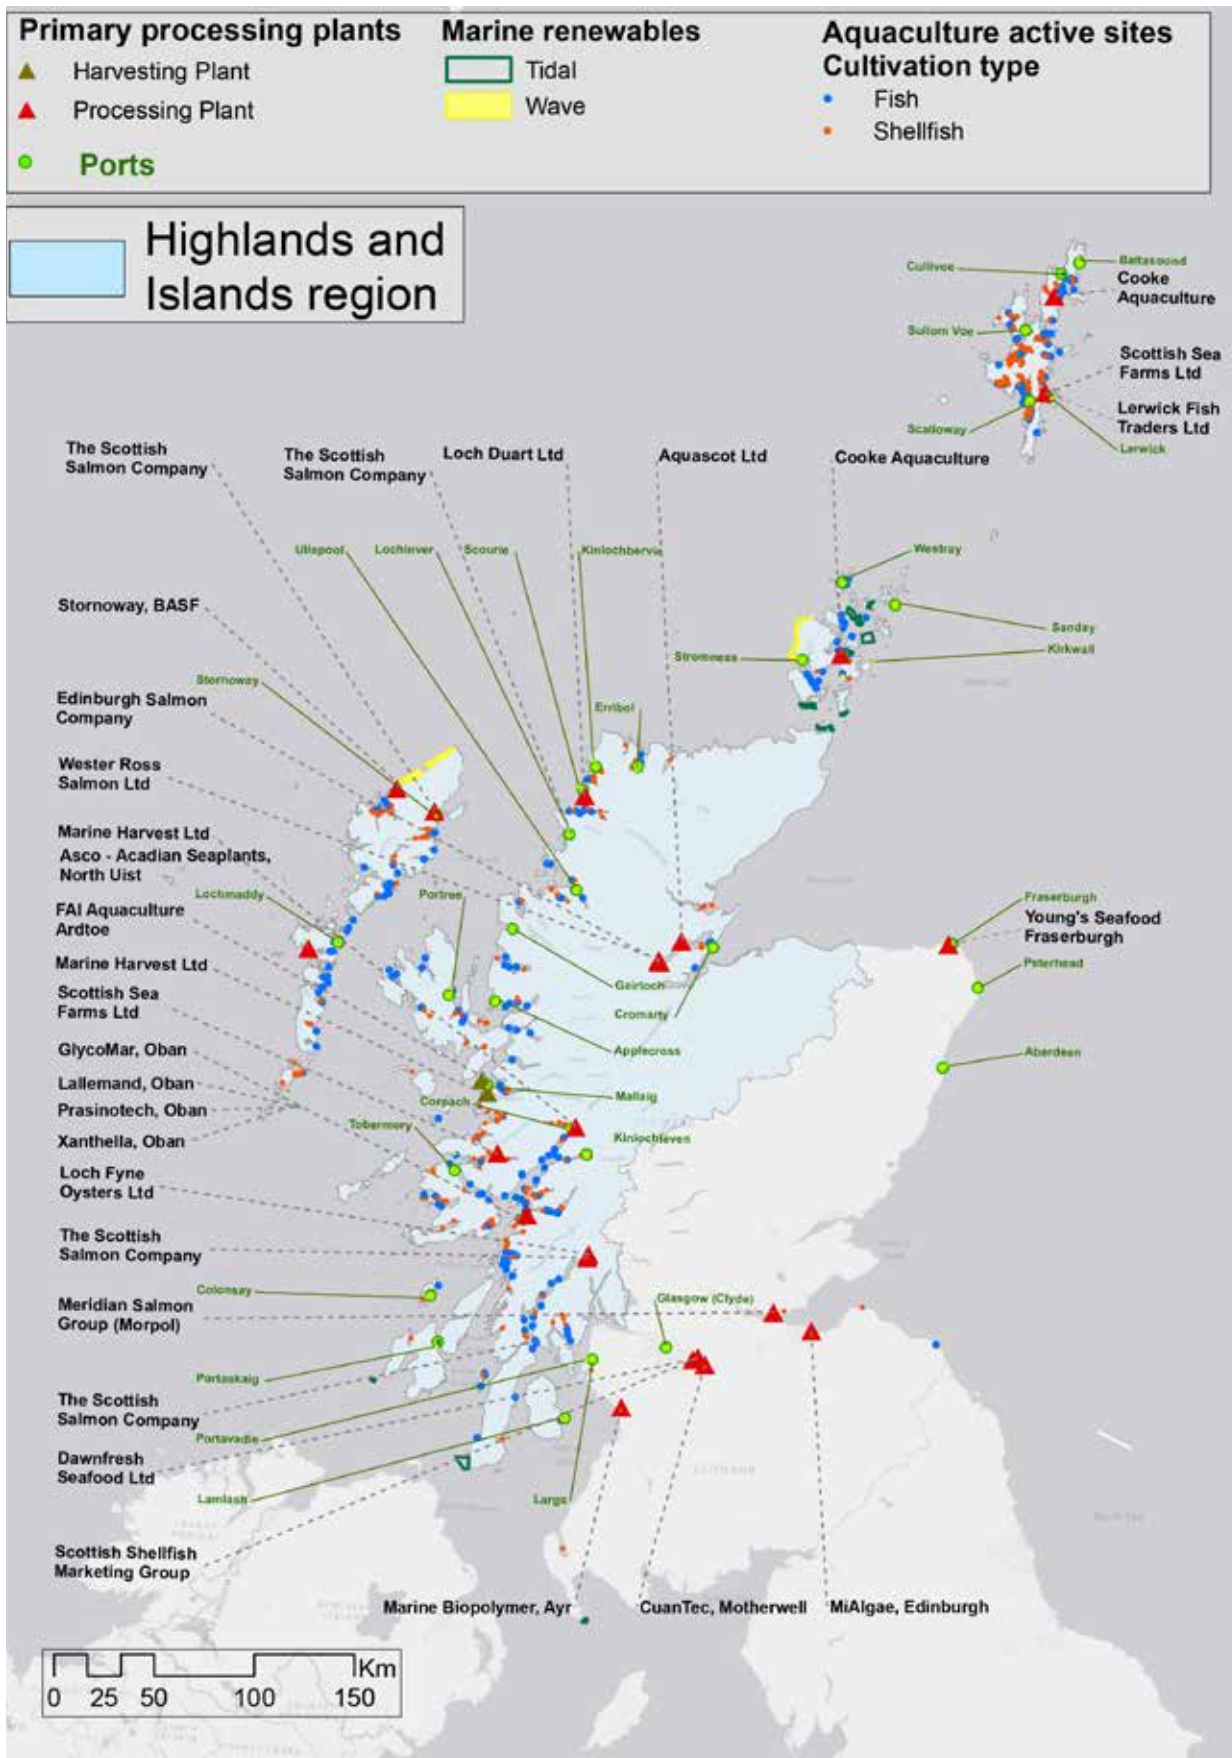 Primary processing plants
Harvesting Plant
Processing Plant
Ports
Marine renewables
Tidal
Wave
Aquaculture active sites
Cultivation type
Fish
Shellfish
Highlands and
Islands region
Cullivoe
Baltasound
Cooke
Aquaculture
Sullom Voe
Scottish Sea
Farms Ltd
Lerwick Fish
Traders Ltd
Scalloway
Lerwick
The Scottish
Salmon Company
The Scottish
Salmon Company
Loch Duart Ltd
Aquascot Ltd
Cooke Aquaculture
Ullapool
Lochinver
Scourie
Kinlochbervie
Westray
Stornoway, BASF
Sanday
Kirkwall
Stromness
Stornoway
Edinburgh Salmon
Company
Erribol
Wester Ross
Salmon Ltd
Marine Harvest Ltd
Asco - Acadian Seaplants,
North Uist
Lochmaddy
Portree
Fraserburgh
Young's Seafood
Fraserburgh
FAI Aquaculture
Ardtoe
Marine Harvest Ltd
Peterhead
Gairloch
Scottish Sea
Farms Ltd
Cromarty
GlycoMar, Oban
Applecross
Aberdeen
Lallemand, Oban
Corpach
Mallaig
Prasinotech, Oban
Tobermory
Xanthella, Oban
Kinlochleven
Loch Fyne
Oysters Ltd
The Scottish
Salmon Company
Colonsay
Glasgow (Clyde)
Meridian Salmon
Group (Morpol)
Portaskaig
The Scottish
Salmon Company
Portavadie
Dawnfresh
Seafood Ltd
Lamlash
Largs
Scottish Shellfish
Marketing Group
Marine Biopolymer, Ayr
CuanTec, Motherwell
MiAlgae, Edinburgh
Km
0 25 50 100 150